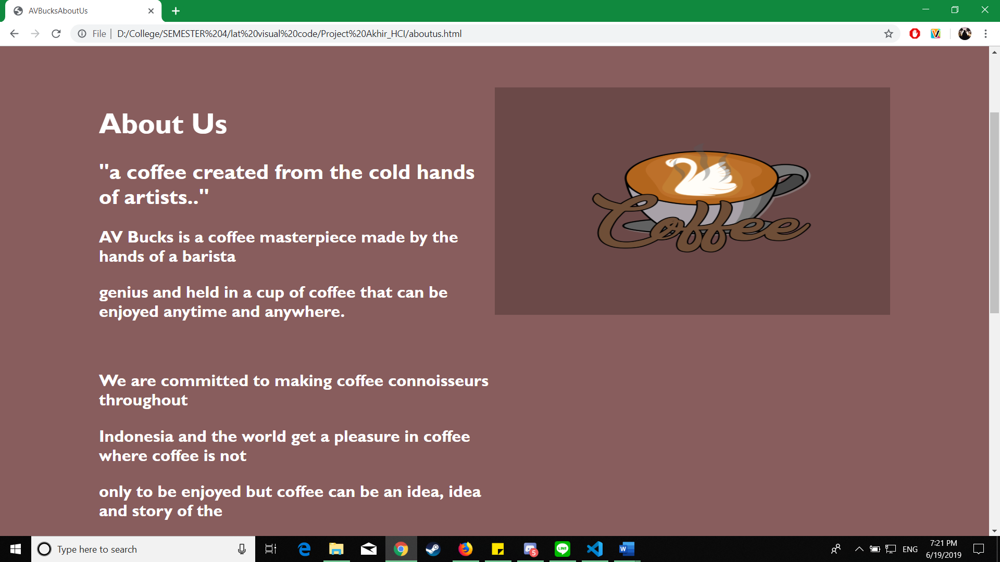 AVBucksAboutUs
File
D:/College/SEMESTER%204/lat%20visual%20code/Project%20Akhir_HCI/aboutus.html
About Us
"a coffee created from the cold hands
of artists.."
AV Bucks is a coffee masterpiece made by the
hands of a barista
genius and held in a cup of coffee that can be
enjoyed anytime and anywhere.
We are committed to making coffee connoisseurs
throughout
Indonesia and the world get a pleasure in coffee
where coffee is not
only to be enjoyed but coffee can be an idea, idea
and story of the
Coffee
Type here to search
5
LINE
ENG
7:21 PM
6/19/2019